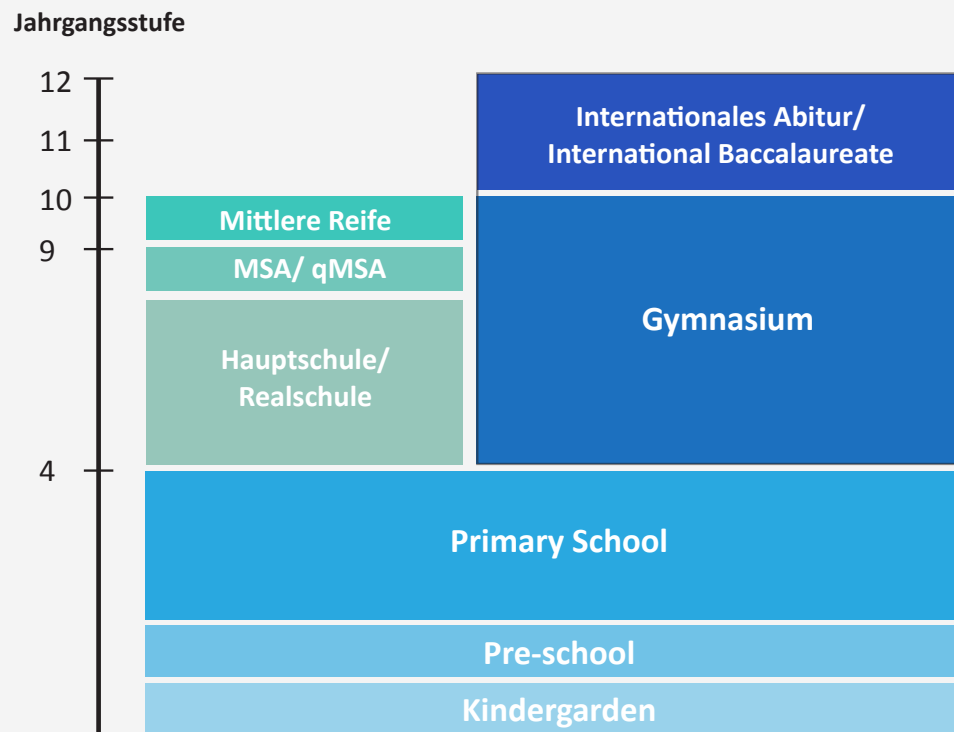 Jahrgangsstufe
12
Internationales Abitur/
International Baccalaureate
11
10
Mittlere Reife
9
MSA/ qMSA
Gymnasium
Hauptschule/
Realschule
4
Primary School
Pre-school
Kindergarden